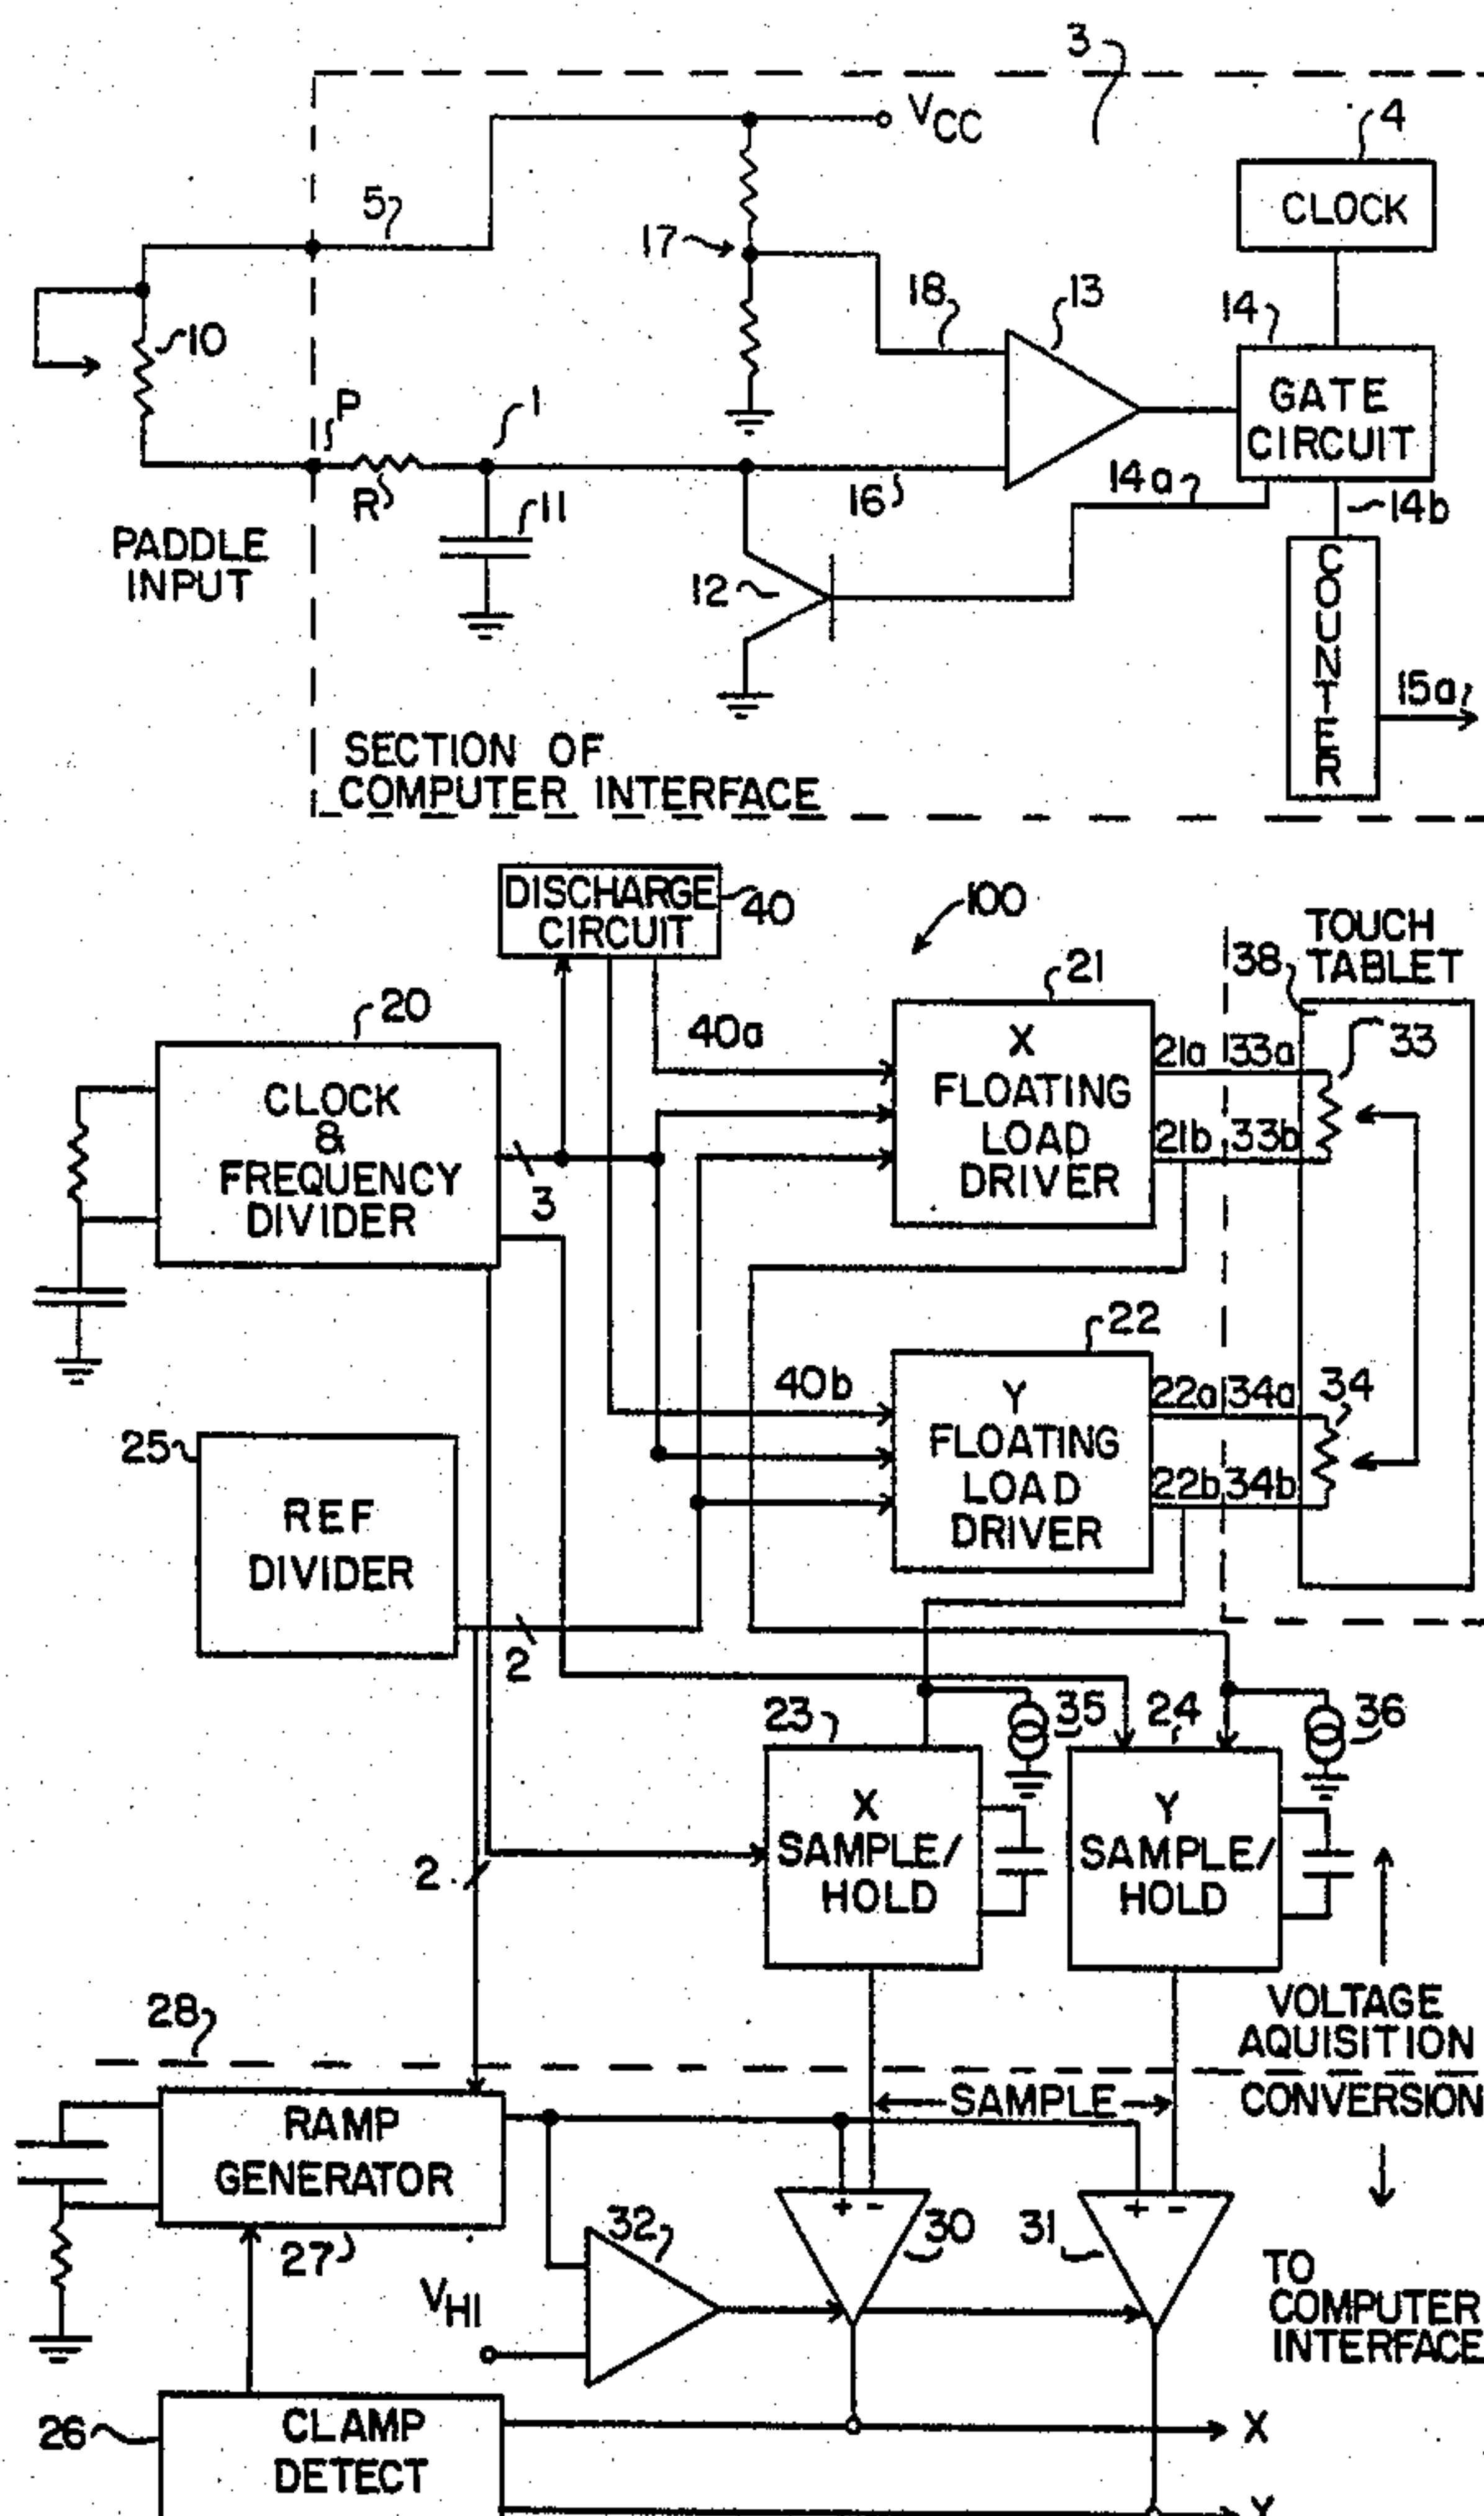 3
VCC
4
CLOCK
5
17
18
13
14
10
GATE
CIRCUIT
P
1
R
11
16
14a
14b
PADDLE
INPUT
12
COUNTER
15a
SECTION OF
COMPUTER INTERFACE
DISCHARGE
CIRCUIT
40
100
TOUCH
TABLET
38
20
21
40a
CLOCK
&
FREQUENCY
DIVIDER
3
X
FLOATING
LOAD
DRIVER
21a
33a
33
21b
33b
22
40b
22a
34a
34
25
Y
FLOATING
LOAD
DRIVER
22b
34b
REF
DIVIDER
2
23
35
24
36
X
SAMPLE/
HOLD
Y
SAMPLE/
HOLD
2
28
VOLTAGE
AQUISITION
SAMPLE
CONVERSION
RAMP
GENERATOR
+ -
+ -
27
32
30
31
VHI
TO
COMPUTER
INTERFACE
26
CLAMP
DETECT
X
Y